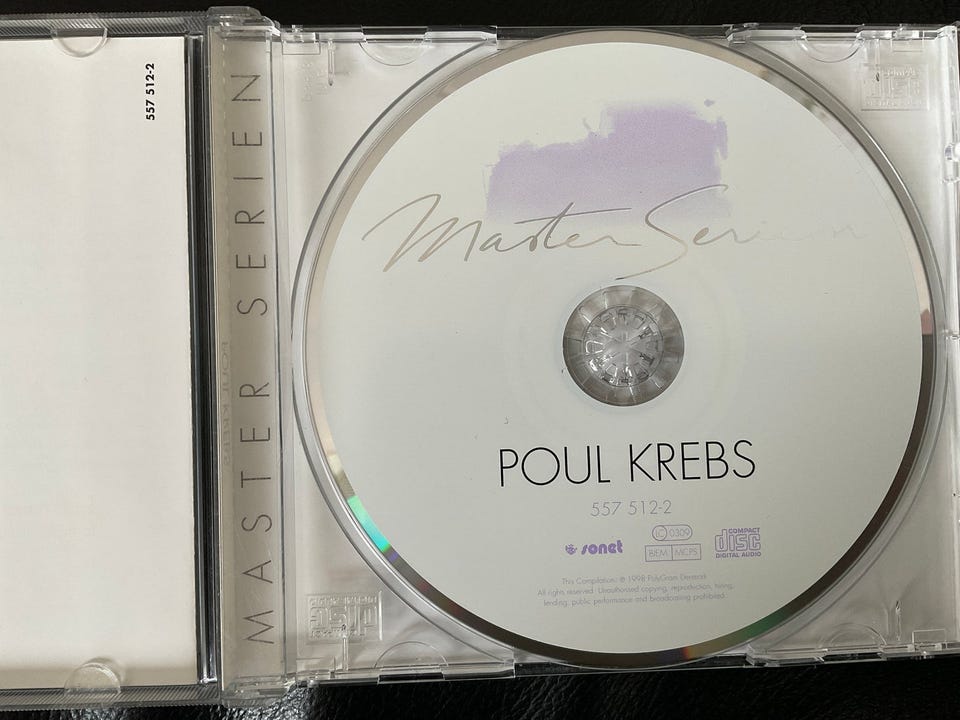 557 512-2
MASTER SERIEN
POUL KREBS
Master Serien
POUL KREBS
557 512-2
sonet
LC 0309
BIEM MCPS
COMPACT
disc
DIGITAL AUDIO
This Compilation: ℗ 1998 PolyGram Denmark
All rights reserved. Unauthorised copying, reproduction, hiring,
lending, public performance and broadcasting prohibited.